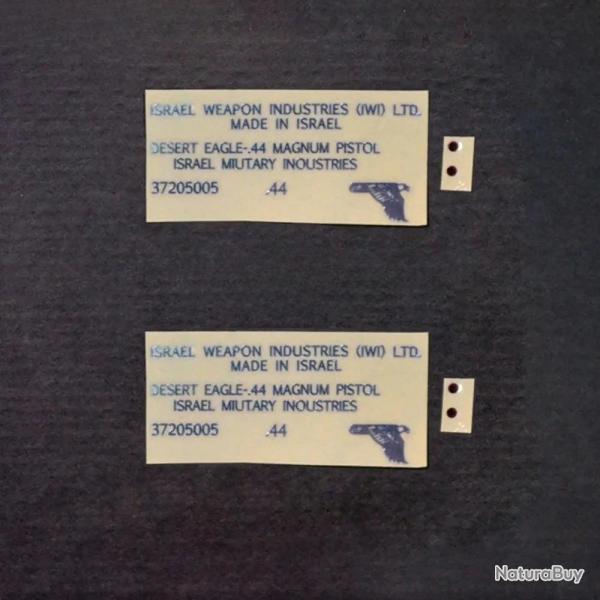 ISRAEL WEAPON INDUSTRIES (IWI) LTD.
MADE IN ISRAEL
DESERT EAGLE-.44 MAGNUM PISTOL
ISRAEL MIUTARY INOUSTRIES
37205005 .44
ISRAEL WEAPON INDUSTRIES (IWI) LTD.
MADE IN ISRAEL
DESERT EAGLE-.44 MAGNUM PISTOL
ISRAEL MIUTARY INOUSTRIES
37205005 .44
NaturaBuy